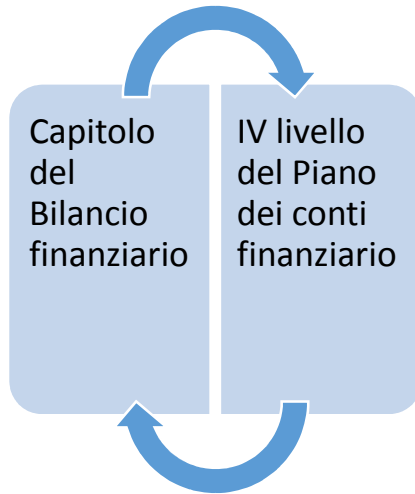 Capitolo
del
Bilancio
finanziario
IV livello
del Piano
dei conti
finanziario